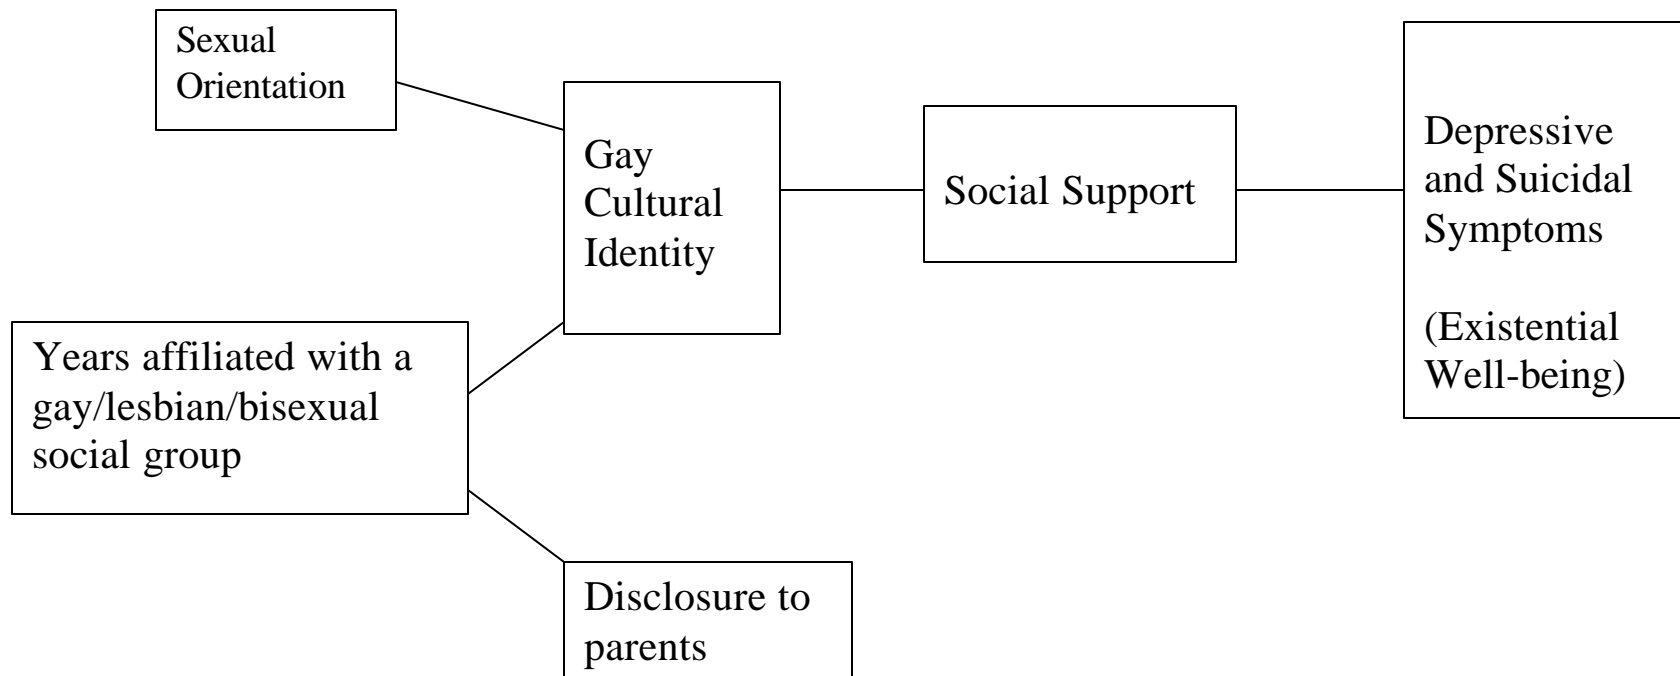 Sexual
Orientation
Gay
Cultural
Identity
Social Support
Depressive
and Suicidal
Symptoms
(Existential
Well-being)
Years affiliated with a
gay/lesbian/bisexual
social group
Disclosure to
parents